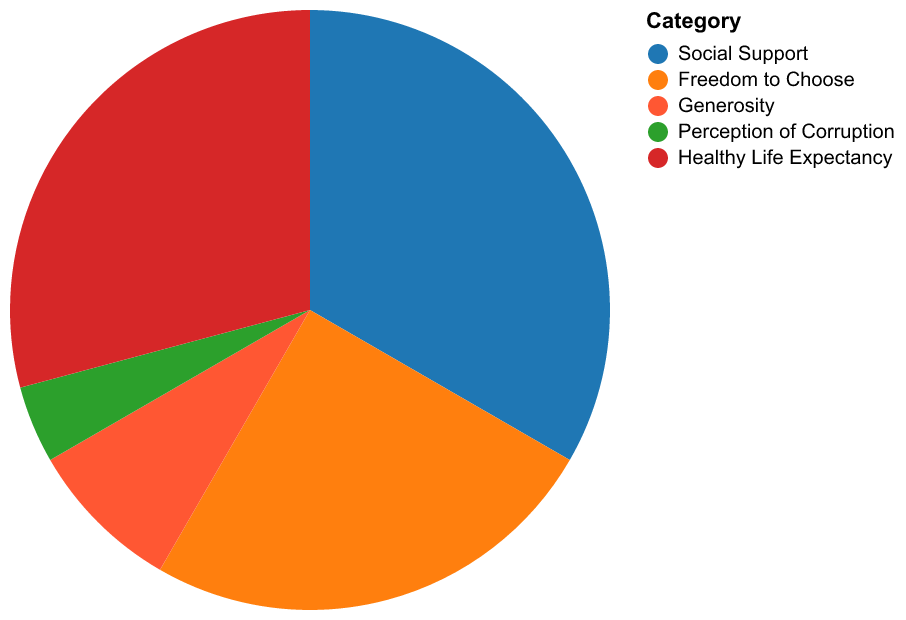 Category
Social Support
Freedom to Choose
Generosity
Perception of Corruption
Healthy Life Expectancy